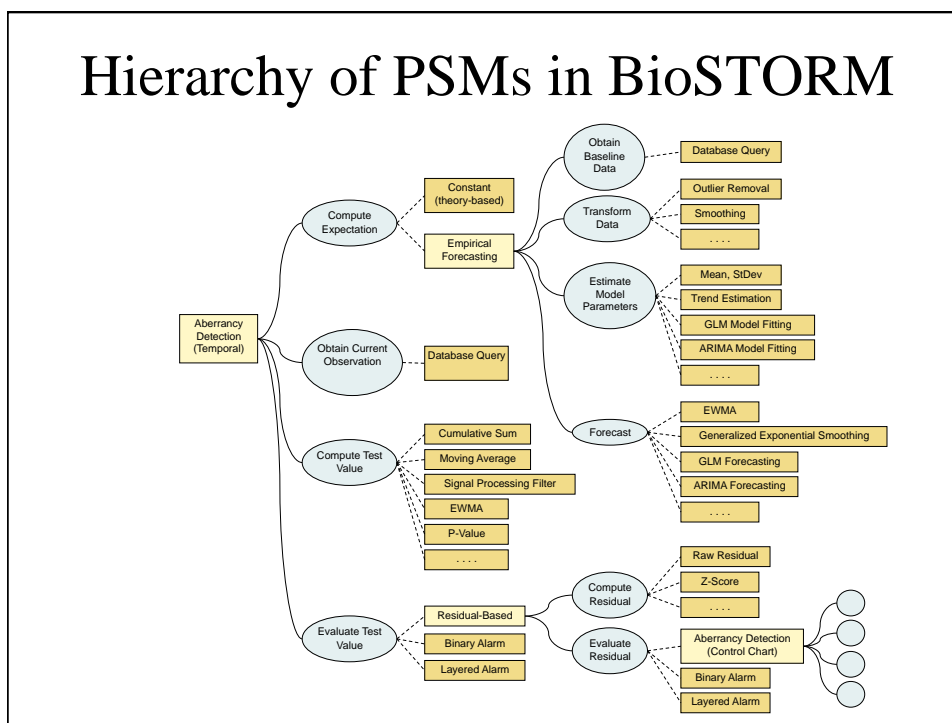 Hierarchy of PSMs in BioSTORM
Aberrancy
Detection
(Temporal)
Compute
Expectation
Constant
(theory-based)
Empirical
Forecasting
Obtain
Baseline
Data
Database Query
Transform
Data
Outlier Removal
Smoothing
. . . .
Estimate
Model
Parameters
Mean, StDev
Trend Estimation
GLM Model Fitting
ARIMA Model Fitting
. . . .
Forecast
EWMA
Generalized Exponential Smoothing
GLM Forecasting
ARIMA Forecasting
. . . .
Obtain Current
Observation
Database Query
Compute Test
Value
Cumulative Sum
Moving Average
Signal Processing Filter
EWMA
P-Value
. . . .
Evaluate Test
Value
Residual-Based
Binary Alarm
Layered Alarm
Compute
Residual
Raw Residual
Z-Score
. . . .
Evaluate
Residual
Aberrancy Detection
(Control Chart)
Binary Alarm
Layered Alarm